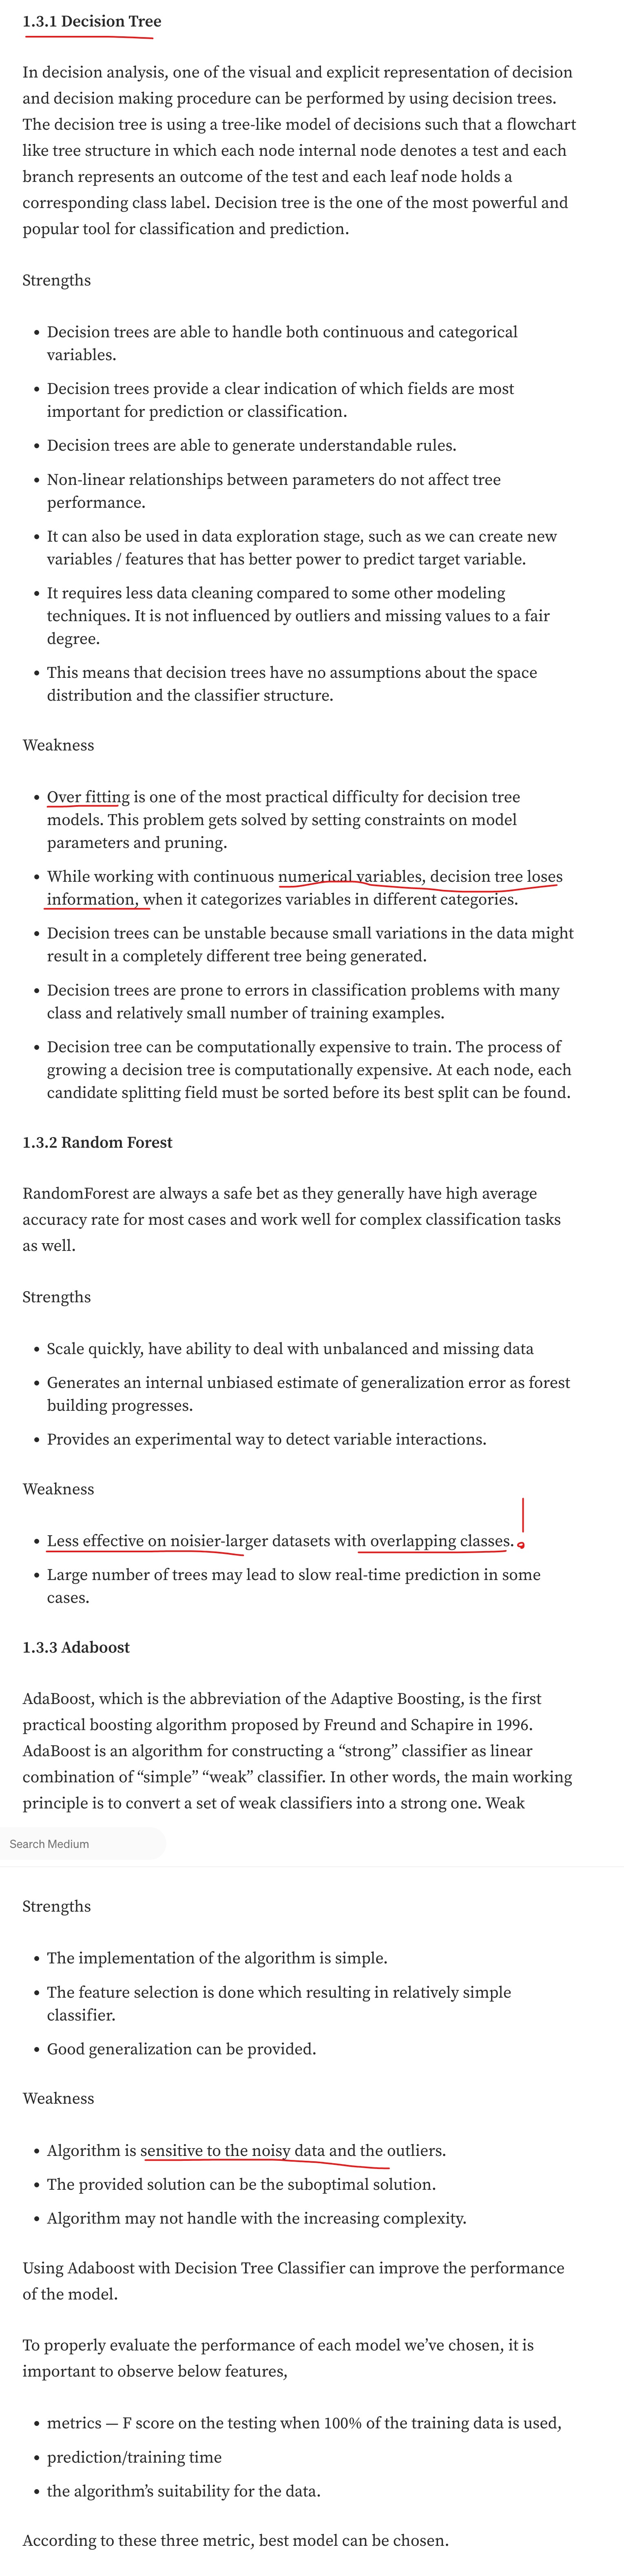 1.3.1 Decision Tree
In decision analysis, one of the visual and explicit representation of decision
and decision making procedure can be performed by using decision trees.
The decision tree is using a tree-like model of decisions such that a flowchart
like tree structure in which each node internal node denotes a test and each
branch represents an outcome of the test and each leaf node holds a
corresponding class label. Decision tree is the one of the most powerful and
popular tool for classification and prediction.
Strengths
• Decision trees are able to handle both continuous and categorical
variables.
• Decision trees provide a clear indication of which fields are most
important for prediction or classification.
• Decision trees are able to generate understandable rules.
• Non-linear relationships between parameters do not affect tree
performance.
• It can also be used in data exploration stage, such as we can create new
variables / features that has better power to predict target variable.
• It requires less data cleaning compared to some other modeling
techniques. It is not influenced by outliers and missing values to a fair
degree.
• This means that decision trees have no assumptions about the space
distribution and the classifier structure.
Weakness
• Over fitting is one of the most practical difficulty for decision tree
models. This problem gets solved by setting constraints on model
parameters and pruning.
• While working with continuous numerical variables, decision tree loses
information, when it categorizes variables in different categories.
• Decision trees can be unstable because small variations in the data might
result in a completely different tree being generated.
• Decision trees are prone to errors in classification problems with many
class and relatively small number of training examples.
• Decision tree can be computationally expensive to train. The process of
growing a decision tree is computationally expensive. At each node, each
candidate splitting field must be sorted before its best split can be found.
1.3.2 Random Forest
RandomForest are always a safe bet as they generally have high average
accuracy rate for most cases and work well for complex classification tasks
as well.
Strengths
• Scale quickly, have ability to deal with unbalanced and missing data
• Generates an internal unbiased estimate of generalization error as forest
building progresses.
• Provides an experimental way to detect variable interactions.
Weakness
• Less effective on noisier-larger datasets with overlapping classes. !
• Large number of trees may lead to slow real-time prediction in some
cases.
1.3.3 Adaboost
AdaBoost, which is the abbreviation of the Adaptive Boosting, is the first
practical boosting algorithm proposed by Freund and Schapire in 1996.
AdaBoost is an algorithm for constructing a “strong” classifier as linear
combination of “simple” “weak” classifier. In other words, the main working
principle is to convert a set of weak classifiers into a strong one. Weak
Search Medium
Strengths
• The implementation of the algorithm is simple.
• The feature selection is done which resulting in relatively simple
classifier.
• Good generalization can be provided.
Weakness
• Algorithm is sensitive to the noisy data and the outliers.
• The provided solution can be the suboptimal solution.
• Algorithm may not handle with the increasing complexity.
Using Adaboost with Decision Tree Classifier can improve the performance
of the model.
To properly evaluate the performance of each model we’ve chosen, it is
important to observe below features,
• metrics — F score on the testing when 100% of the training data is used,
• prediction/training time
• the algorithm’s suitability for the data.
According to these three metric, best model can be chosen.